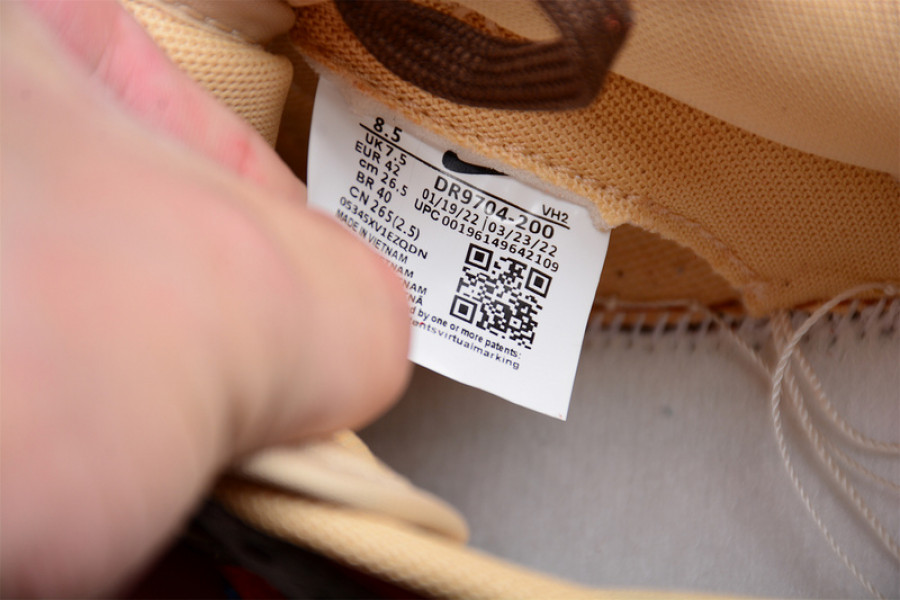 8.5
UK 7.5
EUR 42
cm 26.5
BR 40
CN 265(2.5)
VH2
DR9704-200
01/19/22 | 03/23/22
UPC 00196149642109
05345XV1EZQDN
MADE IN VIETNAM
by one or more patents: